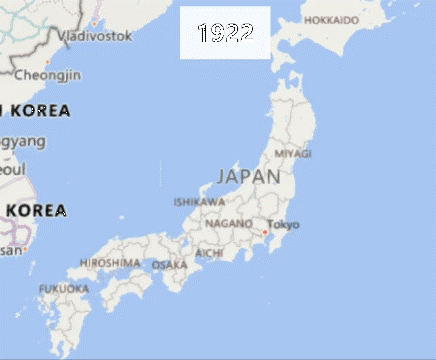 1922
HOKKAIDO
Vladivostok
Cheongjin
KOREA
gyang
MIYAGI
eoul
JAPAN
ISHIKAWA
KOREA
NAGANO
Tokyo
san
AICHI
HIROSHIMA
OSAKA
FUKUOKA